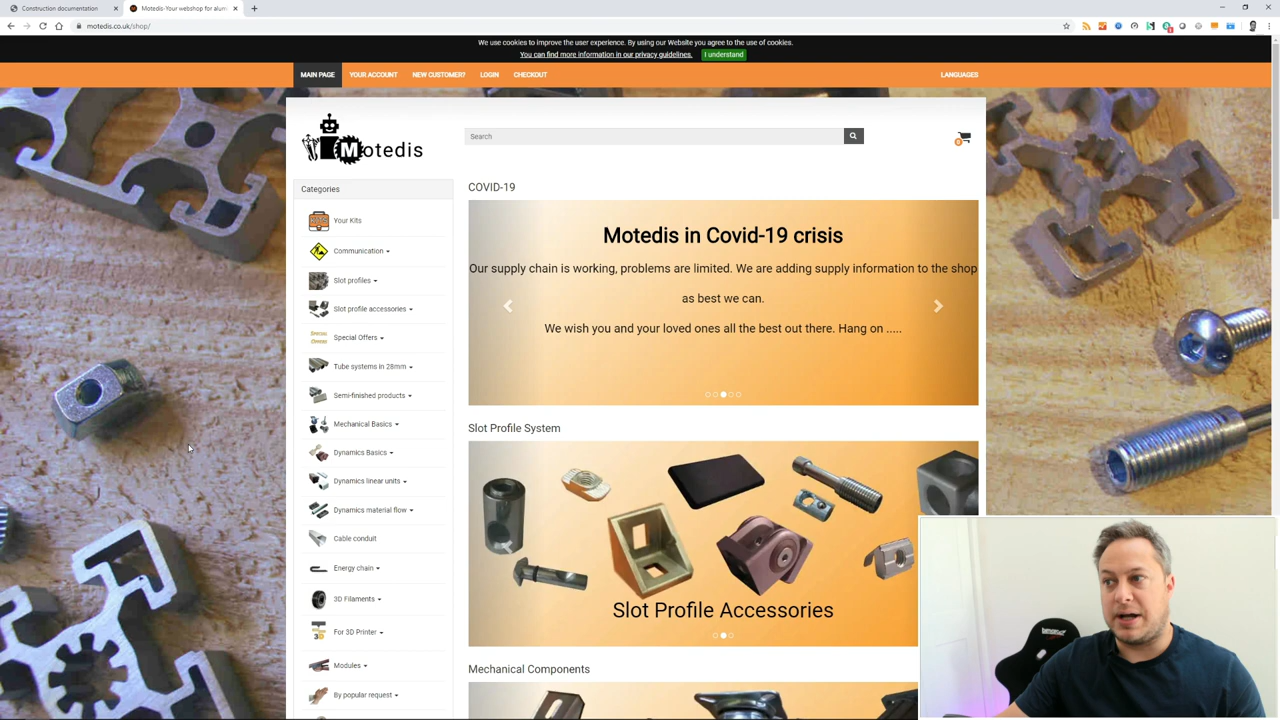 Construction documentation
Motedis-Your webshop for alum
motedis.co.uk/shop/
We use cookies to improve the user experience. By using our Website you agree to the use of cookies.
You can find more information in our privacy guidelines. I understand
MAIN PAGE YOUR ACCOUNT NEW CUSTOMER? LOGIN CHECKOUT LANGUAGES
Motedis
Search
0
Categories
Your Kits
Communication
Slot profiles
Slot profile accessories
Special Offers
Tube systems in 28mm
Semi-finished products
Mechanical Basics
Dynamics Basics
Dynamics linear units
Dynamics material flow
Cable conduit
Energy chain
3D Filaments
For 3D Printer
Modules
By popular request
COVID-19
Motedis in Covid-19 crisis
Our supply chain is working, problems are limited. We are adding supply information to the shop
as best we can.
We wish you and your loved ones all the best out there. Hang on .....
Slot Profile System
Slot Profile Accessories
Mechanical Components